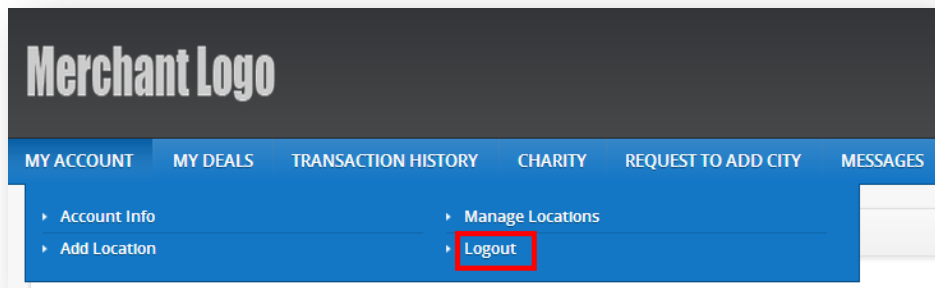 Merchant Logo
MY ACCOUNT MY DEALS TRANSACTION HISTORY CHARITY REQUEST TO ADD CITY MESSAGES
Account Info Manage Locations
Add Location Logout